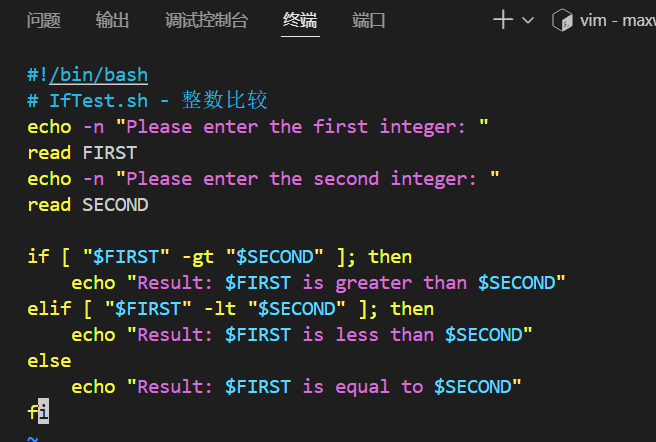 问题 输出 调试控制台 终端 端口 vim - maxw
#!/bin/bash
# IfTest.sh - 整数比较
echo -n "Please enter the first integer: "
read FIRST
echo -n "Please enter the second integer: "
read SECOND
if [ "$FIRST" -gt "$SECOND" ]; then
    echo "Result: $FIRST is greater than $SECOND"
elif [ "$FIRST" -lt "$SECOND" ]; then
    echo "Result: $FIRST is less than $SECOND"
else
    echo "Result: $FIRST is equal to $SECOND"
fi
~